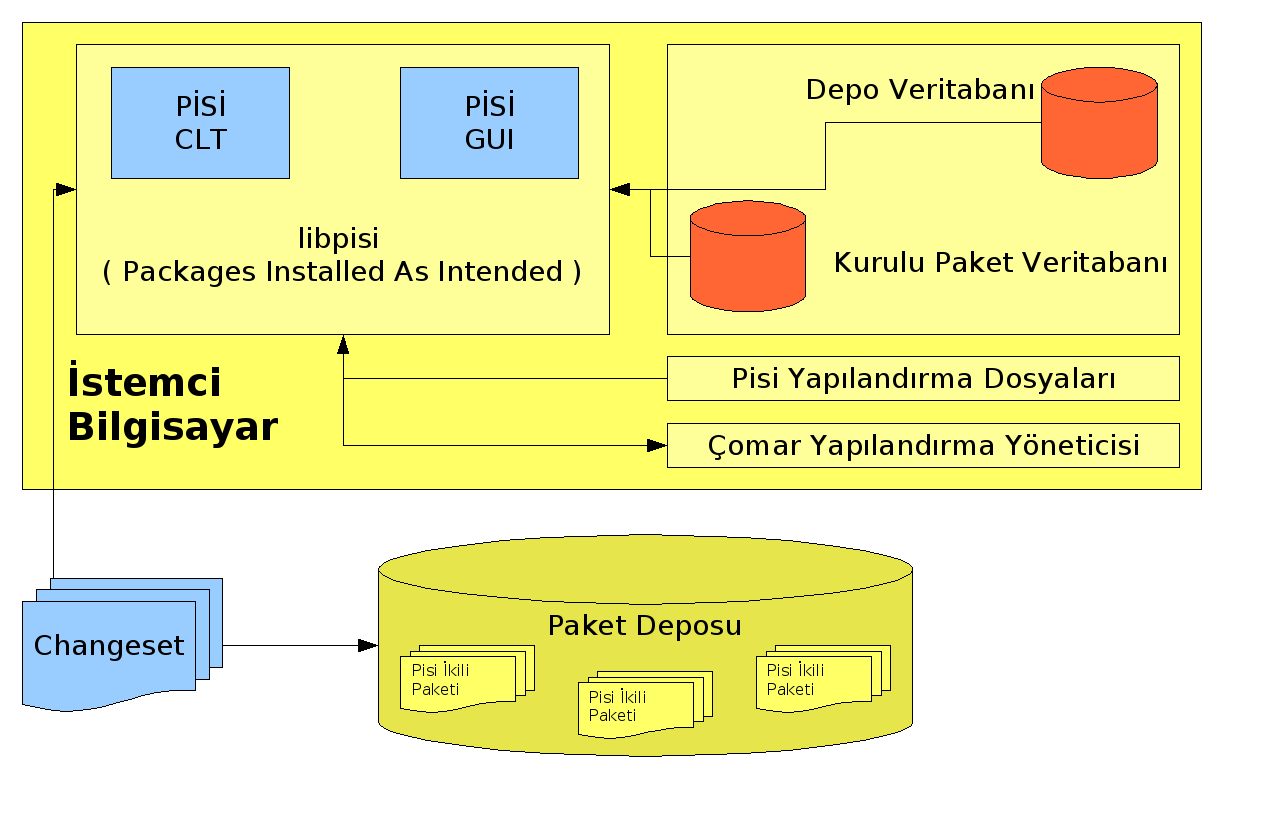 PİSİ
CLT
PİSİ
GUI
libpisi
( Packages Installed As Intended )
Depo Veritabanı
Kurulu Paket Veritabanı
İstemci
Bilgisayar
Pisi Yapılandırma Dosyaları
Çomar Yapılandırma Yöneticisi
Changeset
Paket Deposu
Pisi İkili
Paketi
Pisi İkili
Paketi
Pisi İkili
Paketi